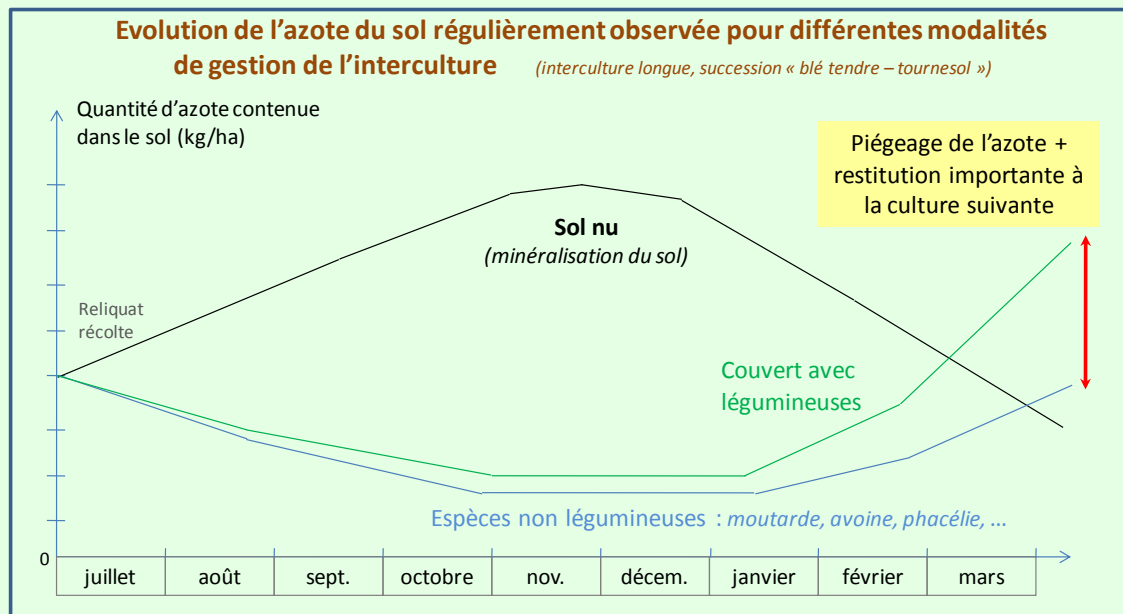 Evolution de l'azote du sol régulièrement observée pour différentes modalités
de gestion de l'interculture (interculture longue, succession « blé tendre – tournesol »)
Quantité d'azote contenue
dans le sol (kg/ha)
Piégeage de l'azote +
restitution importante à
la culture suivante
Sol nu
(minéralisation du sol)
Reliquat
récolte
Couvert avec
légumineuses
Espèces non légumineuses : moutarde, avoine, phacélie, ...
0
juillet août sept. octobre nov. décem. janvier février mars